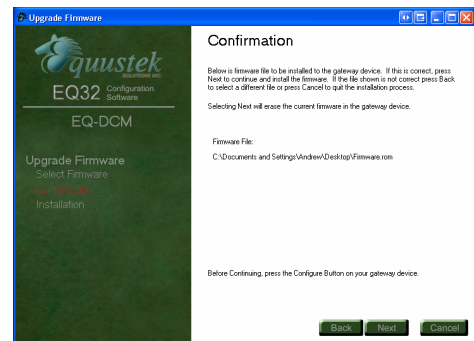 Upgrade Firmware
Equustek
SOLUTIONS INC.
EQ32 Configuration Software
EQ-DCM
Upgrade Firmware
Select Firmware
Confirmation
Installation
Confirmation
Below is firmware file to be installed to the gateway device. If this is correct, press
Next to continue and install the firmware. If the file shown is not correct press Back
to select a different file or press Cancel to quit the installation process.
Selecting Next will erase the current firmware in the gateway device.
Firmware File:
C:\Documents and Settings\Andrew\Desktop\Firmware.rom
Before Continuing, press the Configure Button on your gateway device.
Back
Next
Cancel